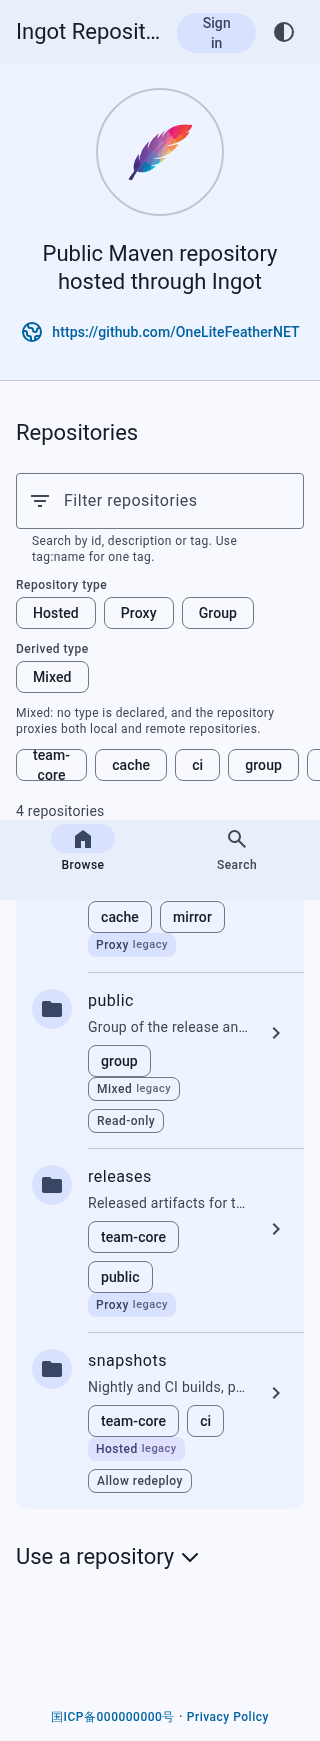 Ingot Reposit...
Sign
in
Public Maven repository
hosted through Ingot
https://github.com/OneLiteFeatherNET
Repositories
Filter repositories
Search by id, description or tag. Use
tag:name for one tag.
Repository type
Hosted Proxy Group
Derived type
Mixed
Mixed: no type is declared, and the repository
proxies both local and remote repositories.
team-
core
cache ci group
4 repositories
Browse Search
cache mirror
Proxy legacy
public
Group of the release an...
group
Mixed legacy
Read-only
releases
Released artifacts for t...
team-core
public
Proxy legacy
snapshots
Nightly and CI builds, p...
team-core ci
Hosted legacy
Allow redeploy
Use a repository
国ICP备000000000号 · Privacy Policy